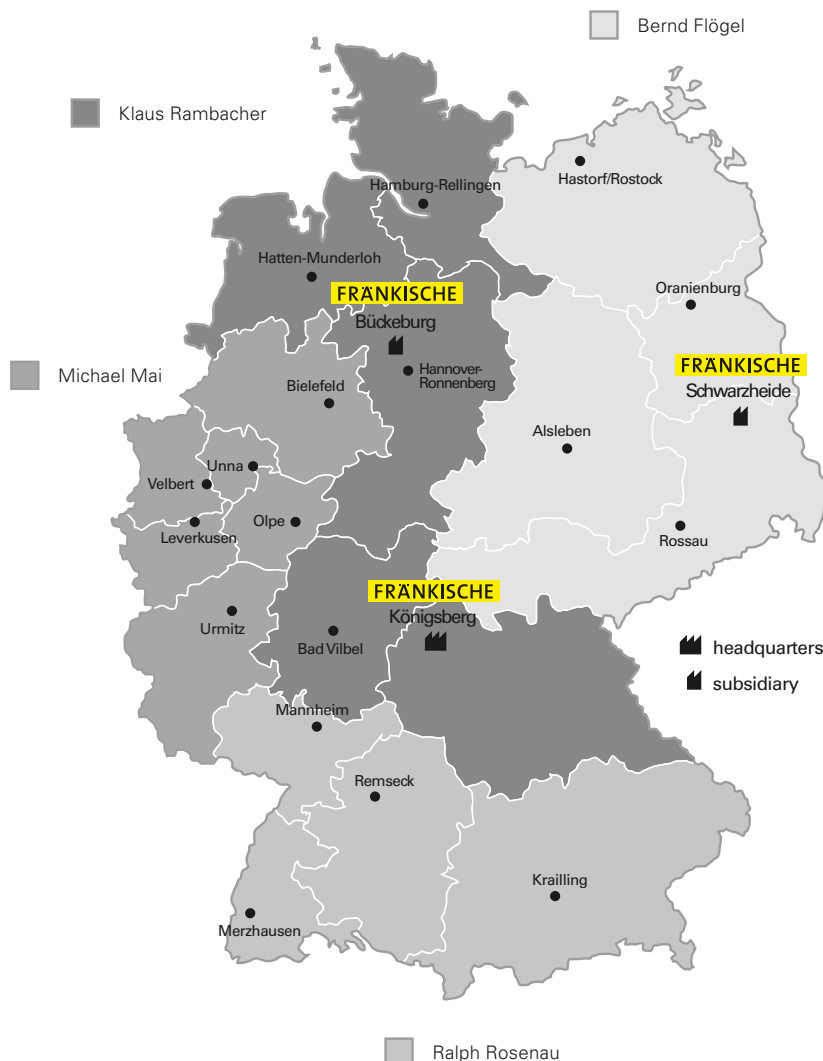 Bernd Flögel
Klaus Rambacher
Hastorf/Rostock
Hamburg-Rellingen
Hatten-Munderloh
Oranienburg
FRÄNKISCHE
Bückeburg
FRÄNKISCHE
Schwarzheide
Michael Mai
Hannover-
Ronnenberg
Bielefeld
Alsleben
Unna
Velbert
Olpe
Leverkusen
Rossau
FRÄNKISCHE
Königsberg
Urmitz
Bad Vilbel
headquarters
subsidiary
Mannheim
Remseck
Krailling
Merzhausen
Ralph Rosenau